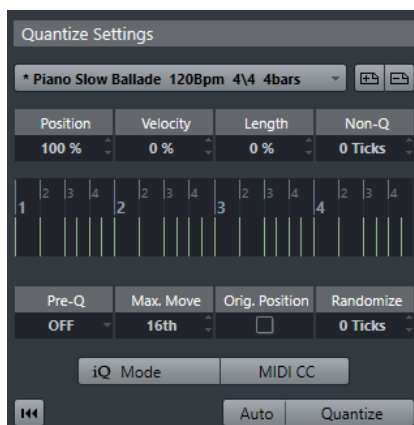 Quantize Settings
* Piano Slow Ballade 120Bpm 4\4 4bars
Position Velocity Length Non-Q
100 % 0 % 0 % 0 Ticks
1 2 3 4 2 2 3 4 3 2 3 4 4 2 3 4
Pre-Q Max. Move Orig. Position Randomize
OFF 16th 0 Ticks
iQ Mode MIDI CC
Auto Quantize